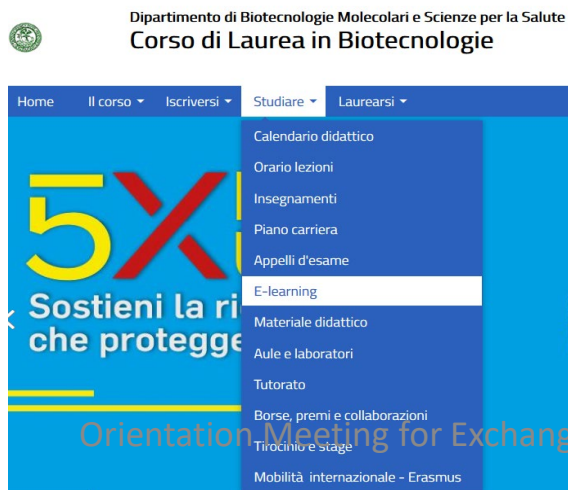 Dipartimento di Biotecnologie Molecolari e Scienze per la Salute
Corso di Laurea in Biotecnologie
Home Il corso Iscriversi Studiare Laurearsi
Calendario didattico
Orario lezioni
Insegnamenti
Piano carriera
Appelli d'esame
E-learning
Materiale didattico
Aule e laboratori
Tutorato
Borse, premi e collaborazioni
Tirocinio e stage
Mobilità internazionale - Erasmus
5X
Sostieni la ri
che protegge
Orientation Meeting for Exchang